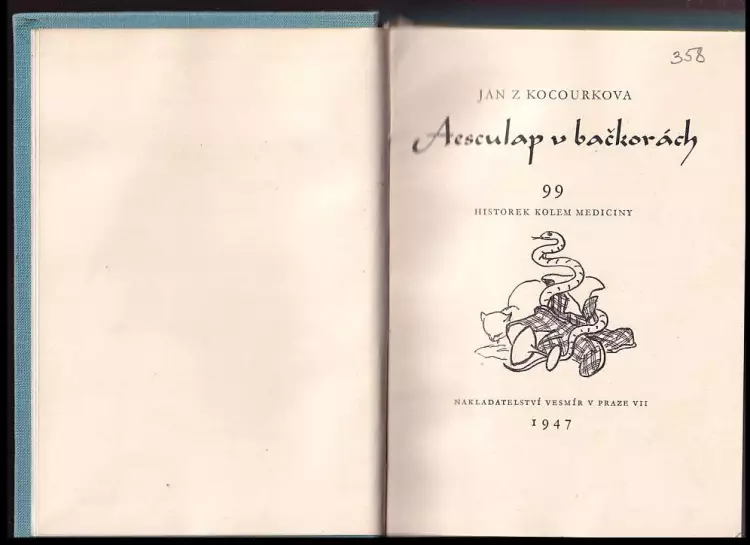 358
JAN Z KOCOURKOVA
Aesculap v bačkorách
99
HISTOREK KOLEM MEDICINY
NAKLADATELSTVÍ VESMÍR V PRAZE VII
1947